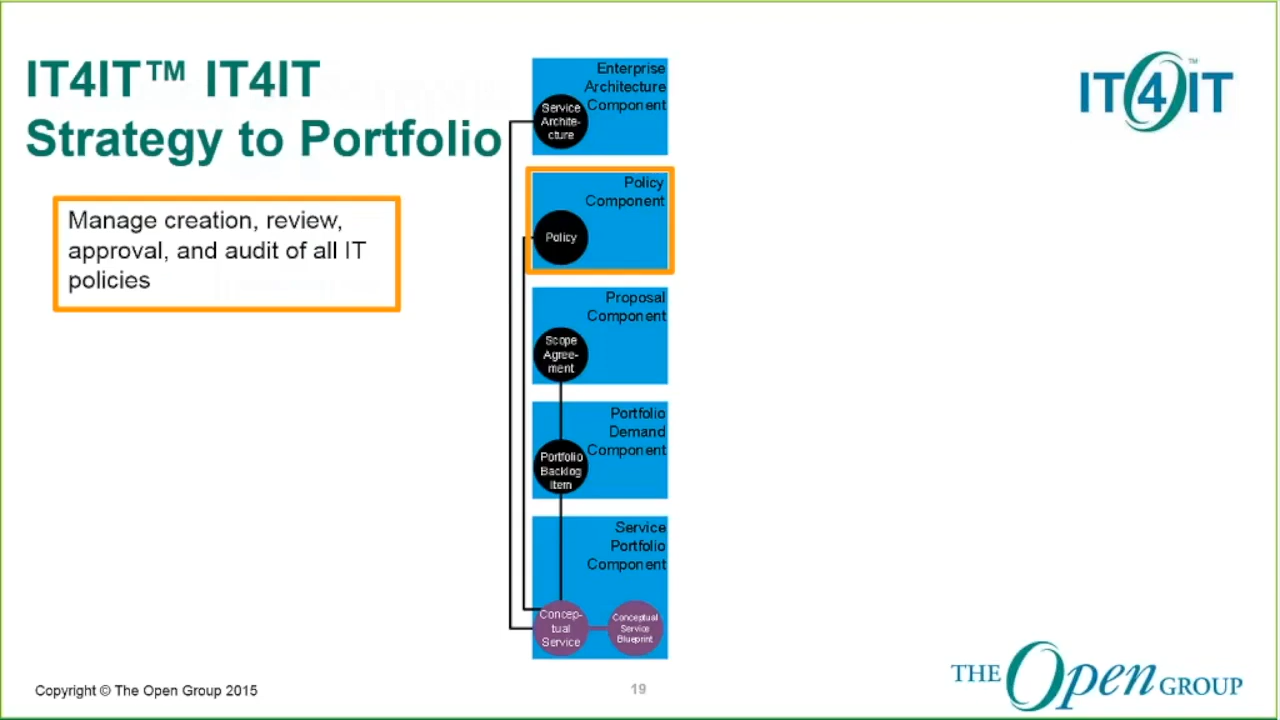 IT4IT™ IT4IT
Strategy to Portfolio
Manage creation, review,
approval, and audit of all IT
policies
Enterprise
Architecture
Component
Service
Archite-
cture
Policy
Component
Policy
Proposal
Component
Scope
Agree-
ment
Portfolio
Demand
Component
Portfolio
Backlog
Item
Service
Portfolio
Component
Concep-
tual
Service
Conceptual
Service
Blueprint
IT4IT™
Copyright © The Open Group 2015
19
THE Open GROUP